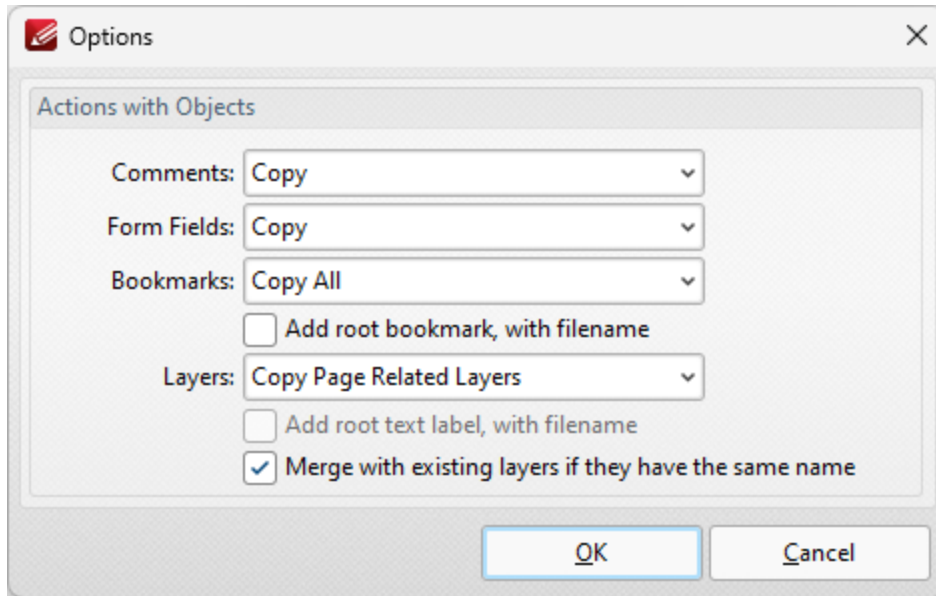 Options
Actions with Objects
Comments: Copy
Form Fields: Copy
Bookmarks: Copy All
Add root bookmark, with filename
Layers: Copy Page Related Layers
Add root text label, with filename
Merge with existing layers if they have the same name
OK Cancel